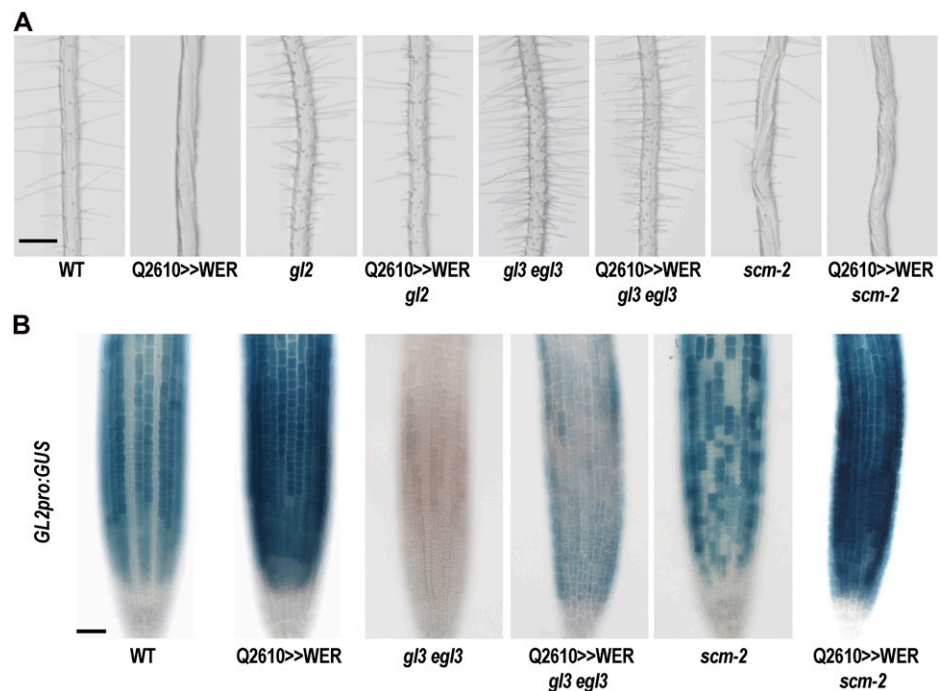 A
WT Q2610>>WER gl2 Q2610>>WER gl3 egl3 Q2610>>WER scm-2 Q2610>>WER
gl2 gl3 egl3 scm-2
B
GL2pro:GUS
WT Q2610>>WER gl3 egl3 Q2610>>WER scm-2 Q2610>>WER
gl3 egl3 scm-2